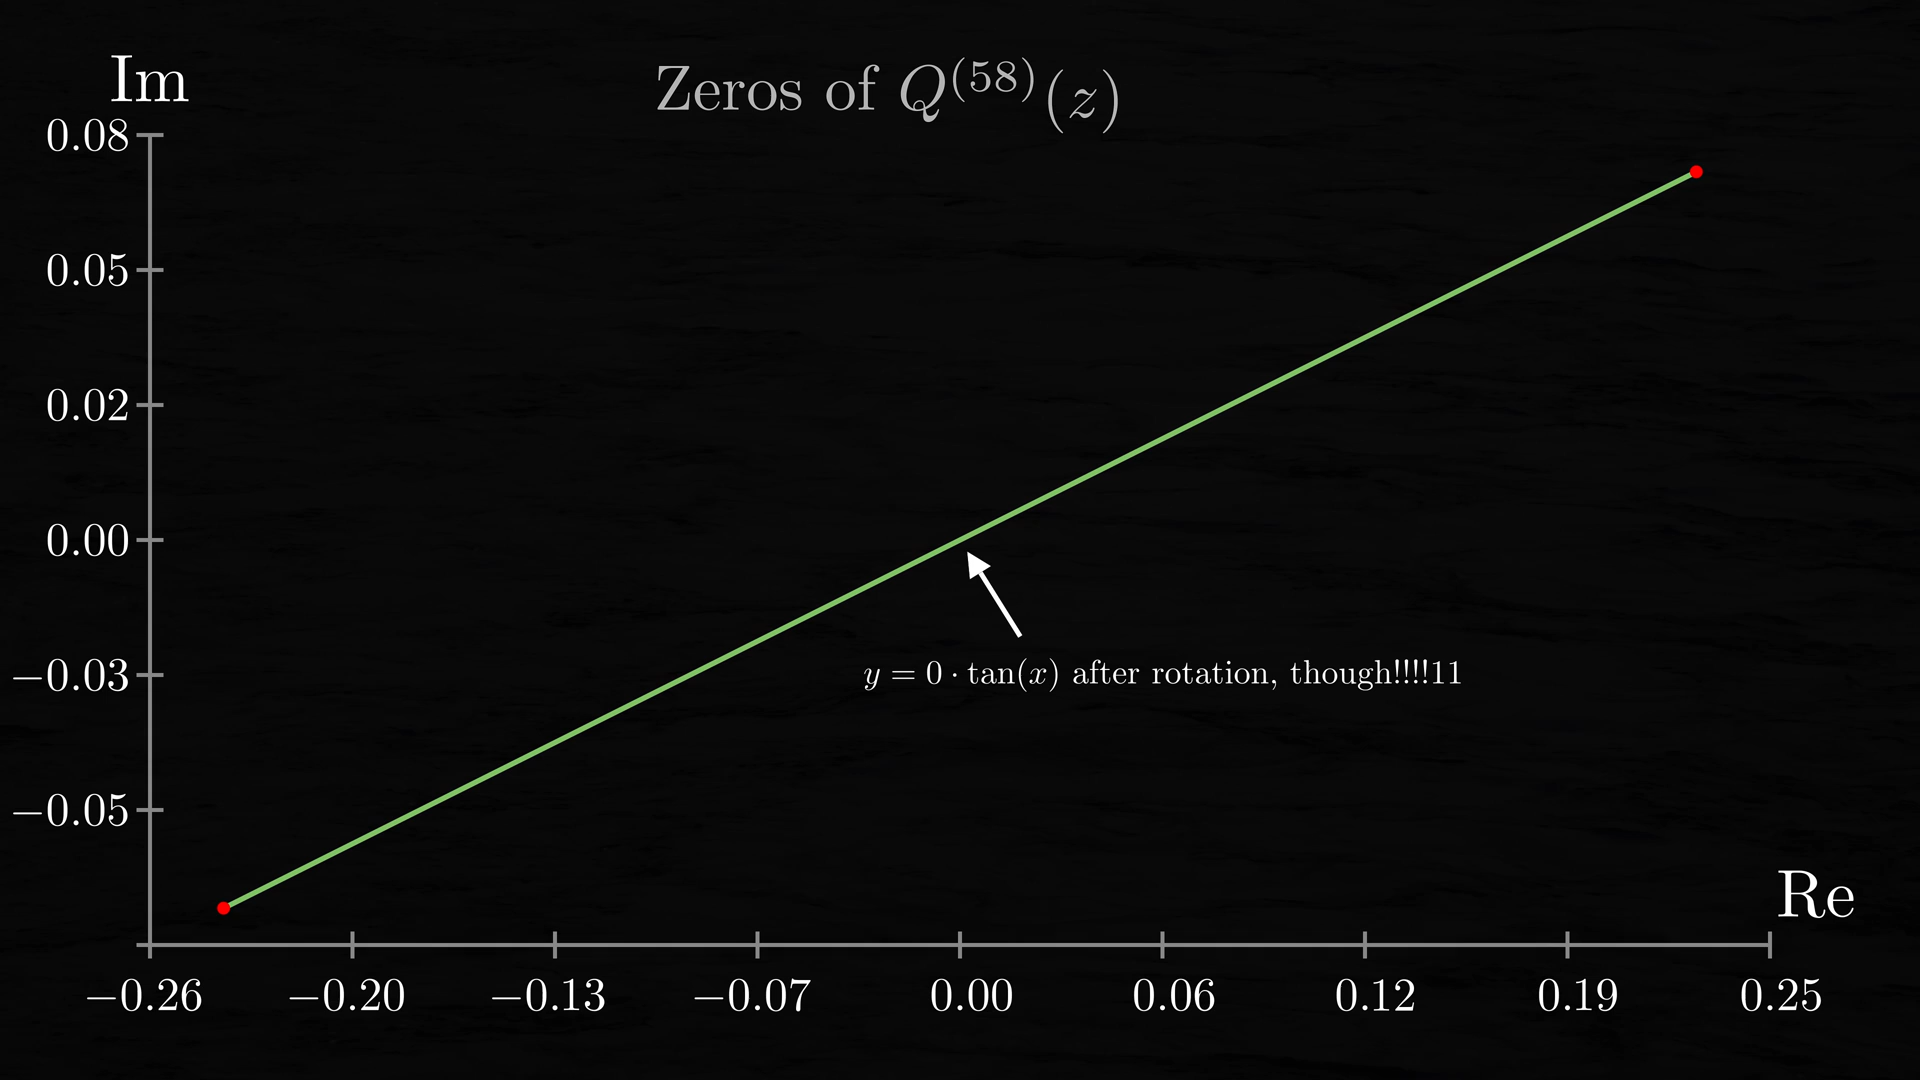 Im
Zeros of $Q^{(58)}(z)$
0.08
0.05
0.02
0.00
−0.03
−0.05
$y = 0 \cdot \tan(x)$ after rotation, though!!!!11
Re
−0.26 −0.20 −0.13 −0.07 0.00 0.06 0.12 0.19 0.25